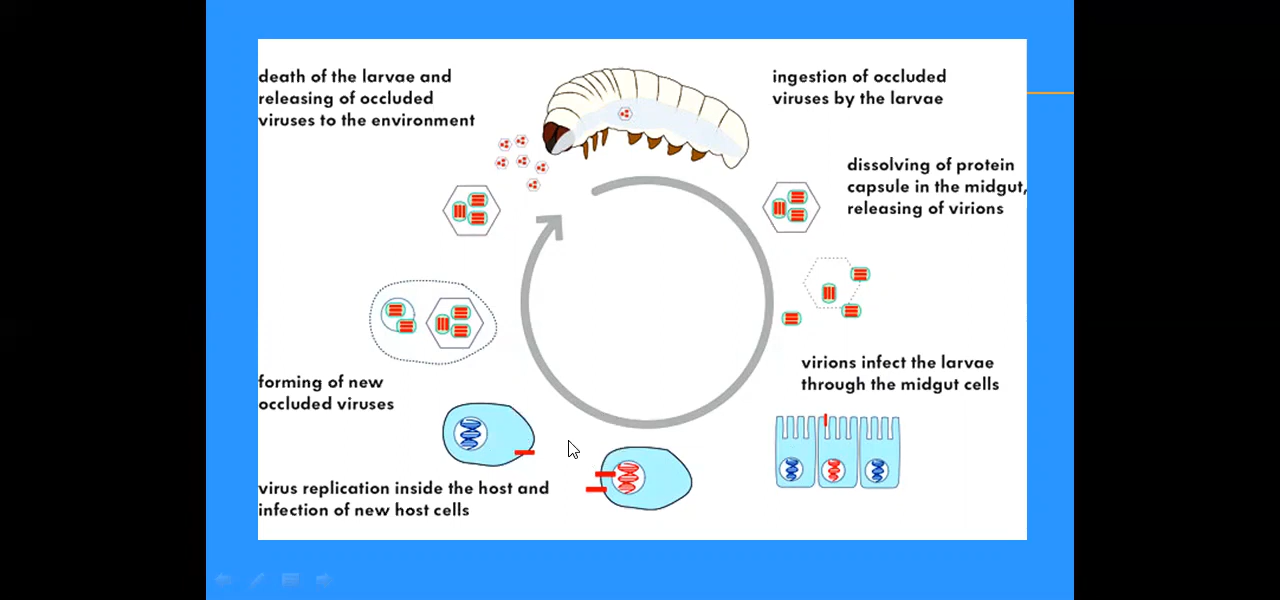 death of the larvae and
releasing of occluded
viruses to the environment
ingestion of occluded
viruses by the larvae
dissolving of protein
capsule in the midgut,
releasing of virions
virions infect the larvae
through the midgut cells
forming of new
occluded viruses
virus replication inside the host and
infection of new host cells